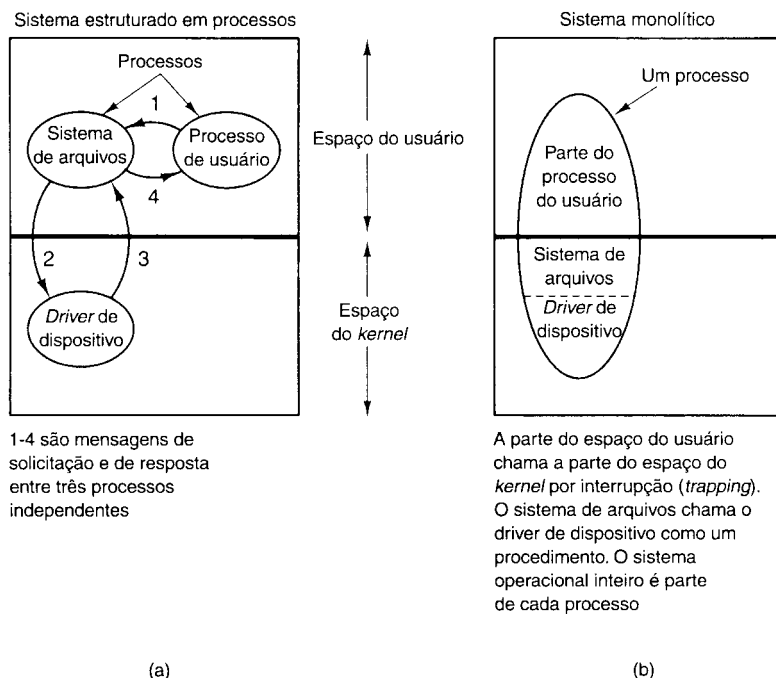 Sistema estruturado em processos
Processos
1
Sistema
de arquivos
Processo
de usuário
4
2
3
Driver de
dispositivo
1-4 são mensagens de
solicitação e de resposta
entre três processos
independentes
(a)
Espaço do usuário
Espaço
do kernel
Sistema monolítico
Um processo
Parte do
processo
do usuário
Sistema de
arquivos
Driver de
dispositivo
A parte do espaço do usuário
chama a parte do espaço do
kernel por interrupção (trapping).
O sistema de arquivos chama o
driver de dispositivo como um
procedimento. O sistema
operacional inteiro é parte
de cada processo
(b)